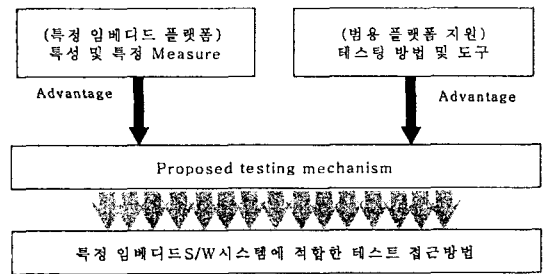 (특정 임베디드 플랫폼)
특성 및 특정 Measure
(범용 플랫폼 지원)
테스팅 방법 및 도구
Advantage
Advantage
Proposed testing mechanism
특정 임베디드S/W시스템에 적합한 테스트 접근방법